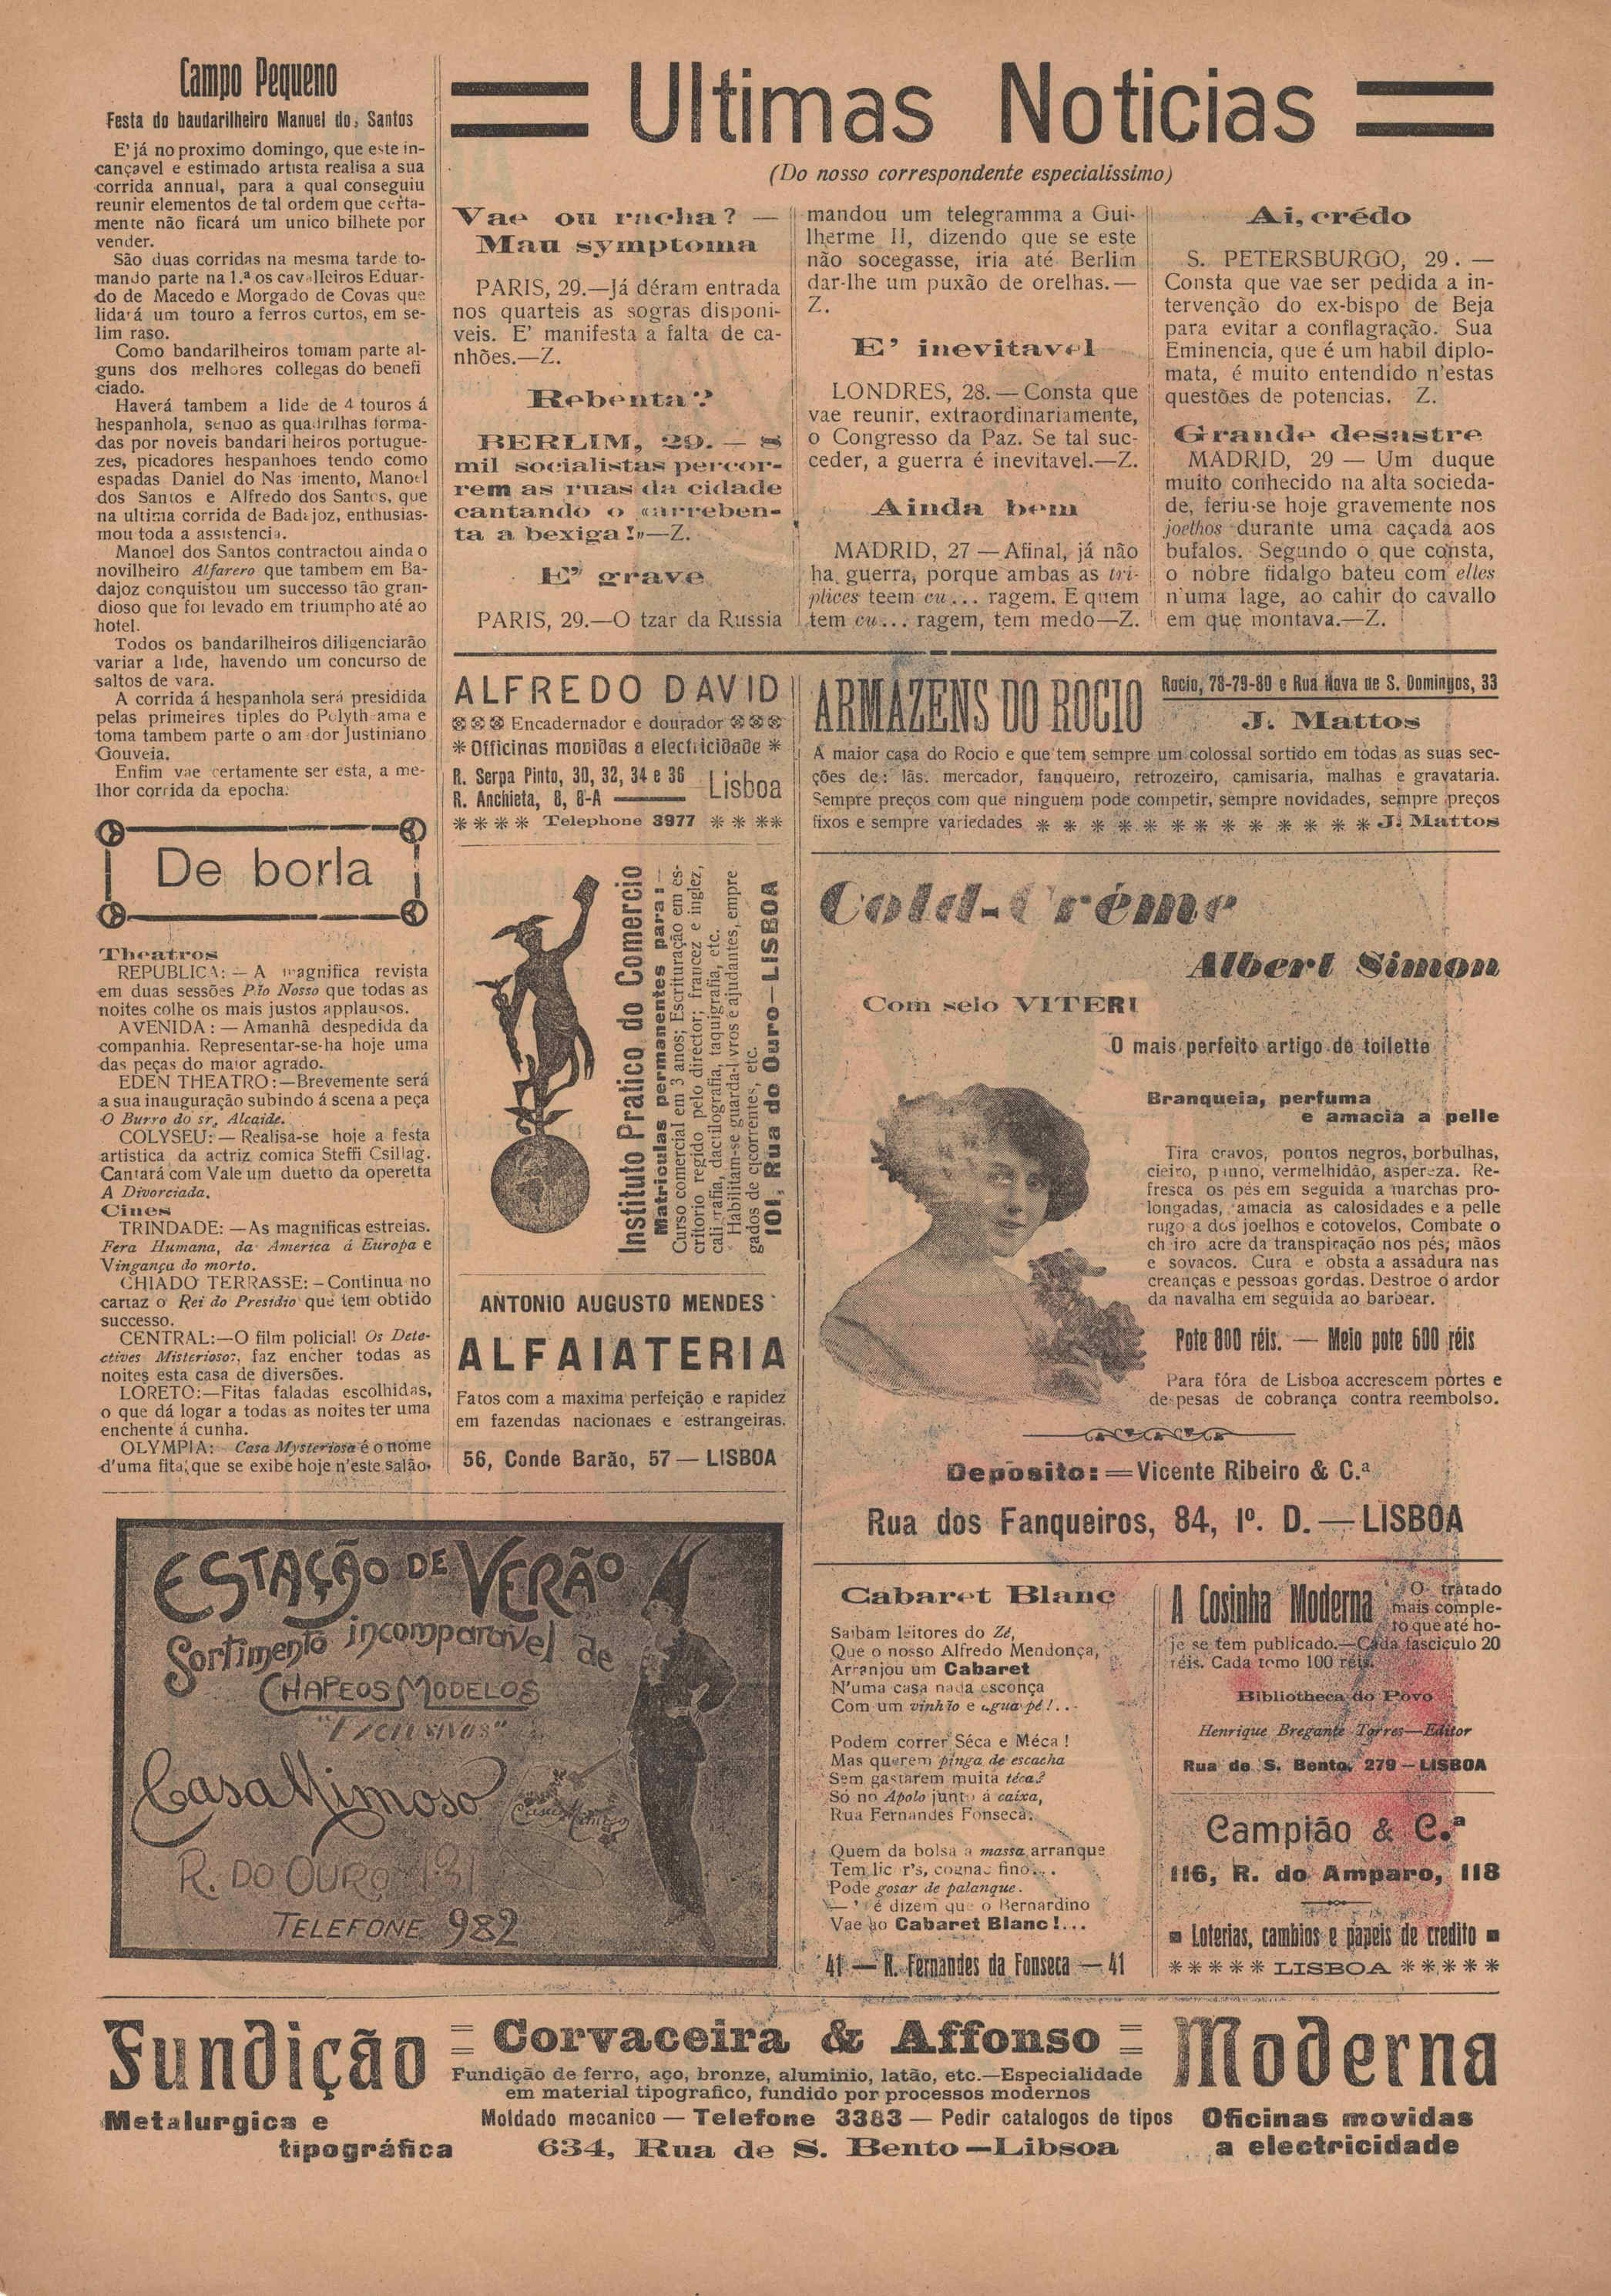 Campo Pequeno
Festa do baudarilheiro Manuel do, Santos
E' já no proximo domingo, que este in-
cançavel e estimado artista realisa a sua
corrida annual, para a qual conseguiu
reunir elementos de tal ordem que certa-
mente não ficará um unico bilhete por
vender.
São duas corridas na mesma tarde to-
mando parte na 1.ª os cavalleiros Eduar-
do de Macedo e Morgado de Covas que
lidará um touro a ferros curtos, em se-
lim raso.
Como bandarilheiros tomam parte al-
guns dos melhores collegas do benefi
ciado.
Haverá tambem a lide de 4 touros á
hespanhola, sendo as quadrilhas forma-
das por noveis bandarilheiros portugue-
zes, picadores hespanhoes tendo como
espadas Daniel do Nas imento, Manoel
dos Santos e Alfredo dos Santos, que
na ultima corrida de Badajoz, enthusias-
mou toda a assistencia.
Manoel dos Santos contractou ainda o
novilheiro Alfarero que tambem em Ba-
dajoz conquistou um successo tão gran-
dioso que foi levado em triumpho até ao
hotel.
Todos os bandarilheiros diligenciarão
variar a lide, havendo um concurso de
saltos de vara.
A corrida á hespanhola será presidida
pelas primeires tiples do Polytheama e
toma tambem parte o amador Justiniano
Gouveia.
Enfim vae certamente ser esta, a me-
lhor corrida da epocha.
De borla
Theatros
REPUBLICA: — A magnifica revista
em duas sessões Pão Nosso que todas as
noites colhe os mais justos applausos.
AVENIDA: — Amanhã despedida da
companhia. Representar-se-ha hoje uma
das peças do maior agrado.
EDEN THEATRO:—Brevemente será
a sua inauguração subindo á scena a peça
O Burro do sr. Alcaide.
COLYSEU: — Realisa-se hoje a festa
artistica da actriz comica Steffi Csillag.
Cantará com Vale um duetto da operetta
A Divorciada.
Cines
TRINDADE: —As magnificas estreias.
Fera Humana, da America á Europa e
Vingança do morto.
CHIADO TERRASSE: —Continua no
cartaz o Rei do Presidio que tem obtido
successo.
CENTRAL:—O film policial! Os Dete-
ctives Misterioso:, faz encher todas as
noites esta casa de diversões.
LORETO:—Fitas faladas escolhidas,
o que dá logar a todas as noites ter uma
enchente á cunha.
OLYMPIA: Casa Mysteriosa é o nome
d'uma fita, que se exibe hoje n'este salão.
Ultimas Noticias
(Do nosso correspondente especialissimo)
Vae ou racha? —
Mau symptoma
PARIS, 29.—Já déram entrada
nos quarteis as sogras disponi-
veis. E' manifesta a falta de ca-
nhões.—Z.
Rebenta?
BERLIM, 29. — 8
mil socialistas percor-
rem as ruas da cidade
cantando o «arreben-
ta a bexiga!»—Z.
E' grave
PARIS, 29.—O tzar da Russia
mandou um telegramma a Gui-
lherme II, dizendo que se este
não socegasse, iria até Berlim
dar-lhe um puxão de orelhas.—
Z.
E' inevitavel
LONDRES, 28.—Consta que
vae reunir, extraordinariamente,
o Congresso da Paz. Se tal suc-
ceder, a guerra é inevitavel.—Z.
Ainda bem
MADRID, 27 —Afinal, já não
ha guerra, porque ambas as tri-
plices teem cu... ragem. E quem
tem cu... ragem, tem medo—Z.
Ai, crédo
S. PETERSBURGO, 29. —
Consta que vae ser pedida a in-
tervenção do ex-bispo de Beja
para evitar a conflagração. Sua
Eminencia, que é um habil diplo-
mata, é muito entendido n'estas
questões de potencias. Z.
Grande desastre
MADRID, 29 — Um duque
muito conhecido na alta socieda-
de, feriu-se hoje gravemente nos
joelhos durante uma caçada aos
bufalos. Segundo o que consta,
o nobre fidalgo bateu com elles
n'uma lage, ao cahir do cavallo
em que montava.—Z.
ALFREDO DAVID
Encadernador e dourador
* Officinas movidas a electricidade *
R. Serpa Pinto, 30, 32, 34 e 36
R. Anchieta, 8, 8-A — Lisboa
* * * * Telephone 3977 * * * *
ARMAZENS DO ROCIO
Rocio, 78-79-80 e Rua Nova de S. Domingos, 33
J. Mattos
A maior casa do Rocio e que tem sempre um colossal sortido em todas as suas sec-
ções de: lãs. mercador, fanqueiro, retrozeiro, camisaria, malhas e gravataria.
Sempre preços com que ninguem pode competir, sempre novidades, sempre preços
fixos e sempre variedades * * * * * * * * * * * * * J. Mattos
Instituto Pratico do Comercio
Matriculas permanentes para:—
Curso comercial em 3 anos; Escrituração em es-
critorio regido pelo director; francez e inglez,
caligrafia, dactilografia, taquigrafia, etc.
Habilitam-se guarda-livros e ajudantes, empre
gados de c|correntes, etc.
101, Rua do Ouro—LISBOA
ANTONIO AUGUSTO MENDES
ALFAIATERIA
Fatos com a maxima perfeição e rapidez
em fazendas nacionaes e estrangeiras.
56, Conde Barão, 57 — LISBOA
Cold-Créme
Albert Simon
Com selo VITERI
O mais perfeito artigo de toilette
Branqueia, perfuma
e amacia a pelle
Tira cravos, pontos negros, borbulhas,
cieiro, panno, vermelhidão, aspereza. Re-
fresca os pés em seguida a marchas pro-
longadas, amacia as calosidades e a pelle
rugosa dos joelhos e cotovelos, Combate o
cheiro acre da transpiração nos pés, mãos
e sovacos. Cura e obsta a assadura nas
creanças e pessoas gordas. Destroe o ardor
da navalha em seguida ao barbear.
Pote 800 réis. — Meio pote 600 réis
Para fóra de Lisboa accrescem pórtes e
despesas de cobrança contra reembolso.
Deposito:=Vicente Ribeiro & C.ª
Rua dos Fanqueiros, 84, 1º. D.—LISBOA
ESTAÇÃO DE VERÃO
Sortimento incomparavel de
CHAPEOS MODELOS
"Exclusivos"
Casa Mimoso
R. DO OURO 131
TELEFONE 982
Cabaret Blanc
Saibam leitores do Zé,
Que o nosso Alfredo Mendonça,
Arranjou um Cabaret
N'uma casa nada esconça
Com um vinhão e agua-pé!...
Podem correr Séca e Méca!
Mas querem pinga de escacha
Sem gastarem muita téca?
Só no Apolo junto á caixa,
Rua Fernandes Fonseca.
Quem da bolsa a massa arranque
Tem licor's, cognac fino...
Pode gosar de palanque.
é dizem que o Bernardino
Vae ao Cabaret Blanc!...
41 — R. Fernandes da Fonseca — 41
A Cosinha Moderna O tratado
mais comple-
to que até ho-
je se tem publicado.—Cada fasciculo 20
réis. Cada tomo 100 réis.
Bibliotheca do Povo
Henrique Bregante Torres—Editor
Rua de S. Bento, 279—LISBOA
Campião & C.ª
116, R. do Amparo, 118
Loterias, cambios e papeis de credito
* * * * * LISBOA * * * * *
Fundição Moderna
Corvaceira & Affonso
Fundição de ferro, aço, bronze, aluminio, latão, etc.—Especialidade
em material tipografico, fundido por processos modernos
Metalurgica e
tipográfica
Moldado mecanico — Telefone 3383 — Pedir catalogos de tipos
634, Rua de S. Bento—Libsoa
Oficinas movidas
a electricidade